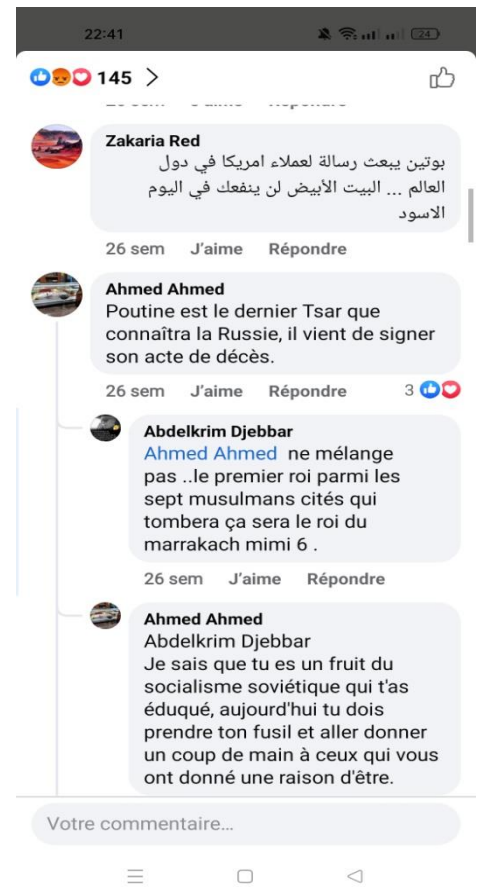 22:41
24
145 >
Zakaria Red
بوتين يبعث رسالة لعملاء امريكا في دول
العالم ... البيت الأبيض لن ينفعك في اليوم
الاسود
26 sem J'aime Répondre
Ahmed Ahmed
Poutine est le dernier Tsar que
connaîtra la Russie, il vient de signer
son acte de décès.
26 sem J'aime Répondre 3
Abdelkrim Djebbar
Ahmed Ahmed ne mélange
pas ..le premier roi parmi les
sept musulmans cités qui
tombera ça sera le roi du
marrakach mimi 6 .
26 sem J'aime Répondre
Ahmed Ahmed
Abdelkrim Djebbar
Je sais que tu es un fruit du
socialisme soviétique qui t'as
éduqué, aujourd'hui tu dois
prendre ton fusil et aller donner
un coup de main à ceux qui vous
ont donné une raison d'être.
Votre commentaire...